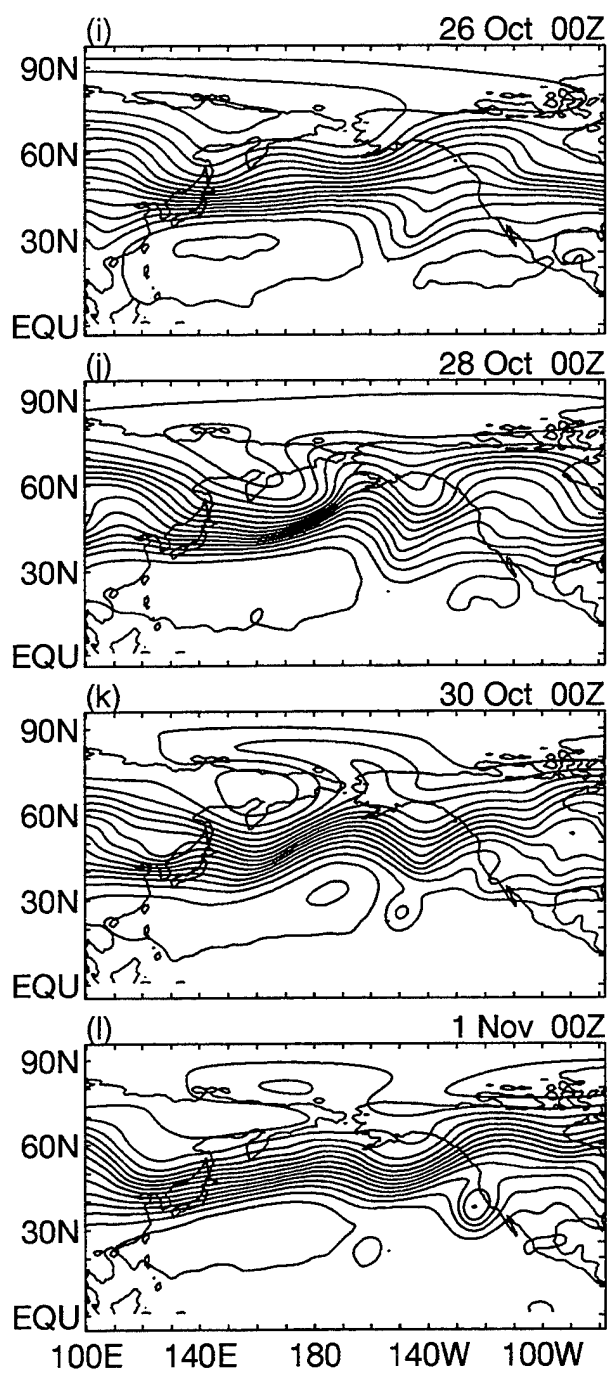 (i) 26 Oct 00Z
90N
60N
30N
EQU
(j) 28 Oct 00Z
90N
60N
30N
EQU
(k) 30 Oct 00Z
90N
60N
30N
EQU
(l) 1 Nov 00Z
90N
60N
30N
EQU
100E 140E 180 140W 100W